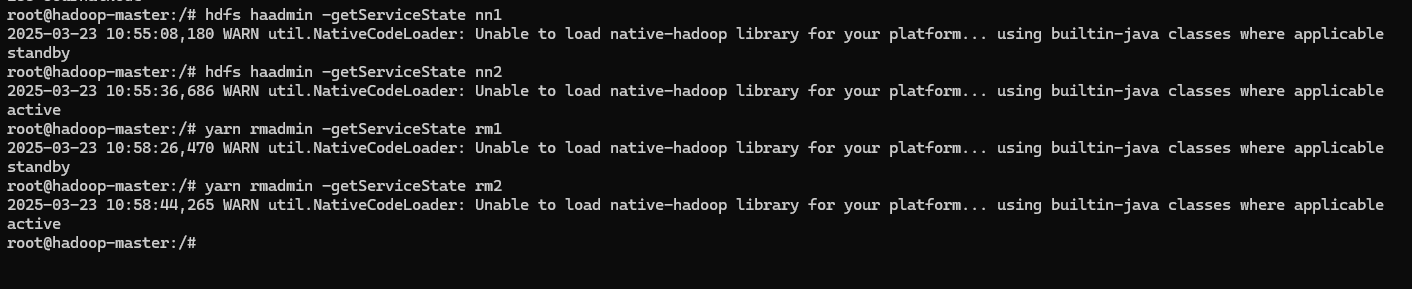 root@hadoop-master:/# hdfs haadmin -getServiceState nn1
2025-03-23 10:55:08,180 WARN util.NativeCodeLoader: Unable to load native-hadoop library for your platform... using builtin-java classes where applicable
standby
root@hadoop-master:/# hdfs haadmin -getServiceState nn2
2025-03-23 10:55:36,686 WARN util.NativeCodeLoader: Unable to load native-hadoop library for your platform... using builtin-java classes where applicable
active
root@hadoop-master:/# yarn rmadmin -getServiceState rm1
2025-03-23 10:58:26,470 WARN util.NativeCodeLoader: Unable to load native-hadoop library for your platform... using builtin-java classes where applicable
standby
root@hadoop-master:/# yarn rmadmin -getServiceState rm2
2025-03-23 10:58:44,265 WARN util.NativeCodeLoader: Unable to load native-hadoop library for your platform... using builtin-java classes where applicable
active
root@hadoop-master:/#